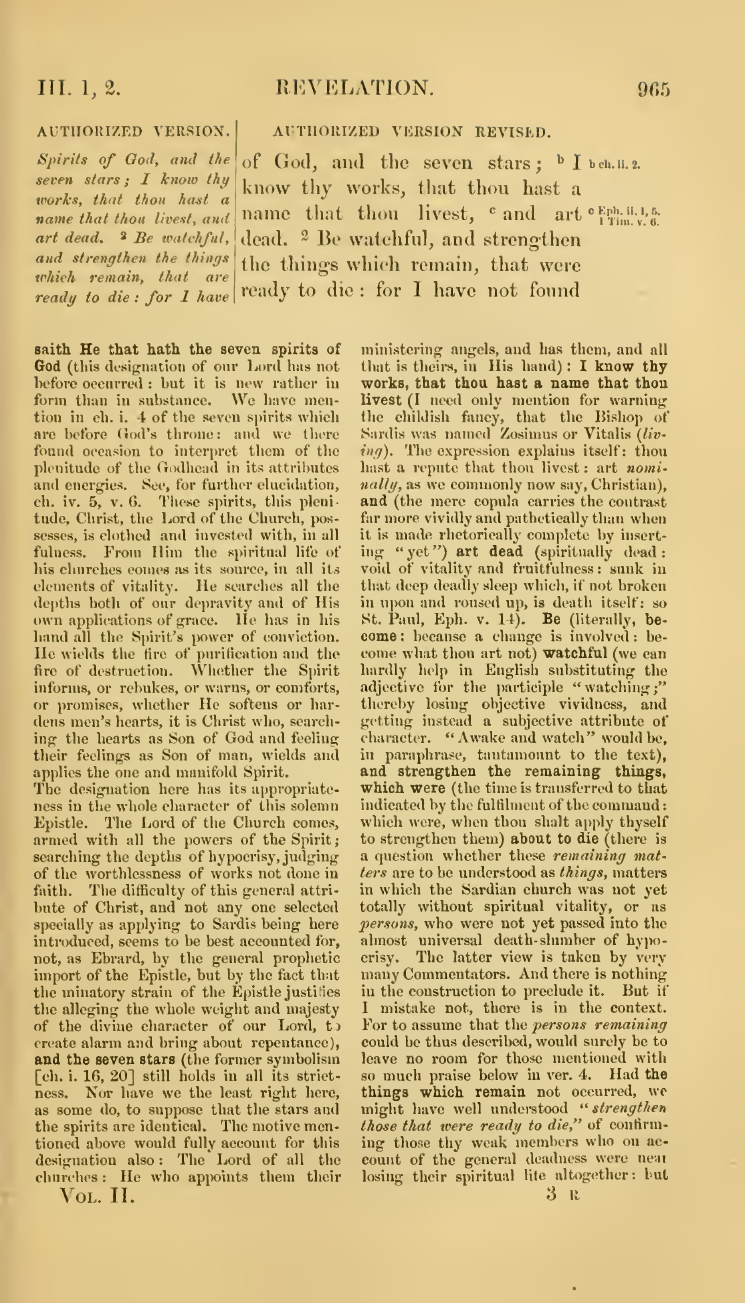 III. 1, 2.
REVELATION.
965
AUTHORIZED VERSION.
Spirits of God, and the
seven stars; I know thy
works, that thou hast a
name that thou livest, and
art dead. 2 Be watchful,
and strengthen the things
which remain, that are
ready to die: for I have
AUTHORIZED VERSION REVISED.
of God, and the seven stars; b I
know thy works, that thou hast a
name that thou livest, c and art
dead. 2 Be watchful, and strengthen
the things which remain, that were
ready to die: for I have not found
b ch. ii. 2.
c Eph. ii. 1, 5.
1 Tim. v. 6.
saith He that hath the seven spirits of
God (this designation of our Lord has not
before occurred: but it is new rather in
form than in substance. We have men-
tion in ch. i. 4 of the seven spirits which
are before God's throne: and we there
found occasion to interpret them of the
plenitude of the Godhead in its attributes
and energies. See, for further elucidation,
ch. iv. 5, v. 6. These spirits, this pleni-
tude, Christ, the Lord of the Church, pos-
sesses, is clothed and invested with, in all
fulness. From Him the spiritual life of
his churches comes as its source, in all its
elements of vitality. He searches all the
depths both of our depravity and of His
own applications of grace. He has in his
hand all the Spirit's power of conviction.
He wields the fire of purification and the
fire of destruction. Whether the Spirit
informs, or rebukes, or warns, or comforts,
or promises, whether He softens or har-
dens men's hearts, it is Christ who, search-
ing the hearts as Son of God and feeling
their feelings as Son of man, wields and
applies the one and manifold Spirit.
The designation here has its appropriate-
ness in the whole character of this solemn
Epistle. The Lord of the Church comes,
armed with all the powers of the Spirit;
searching the depths of hypocrisy, judging
of the worthlessness of works not done in
faith. The difficulty of this general attri-
bute of Christ, and not any one selected
specially as applying to Sardis being here
introduced, seems to be best accounted for,
not, as Ebrard, by the general prophetic
import of the Epistle, but by the fact that
the minatory strain of the Epistle justifies
the alleging the whole weight and majesty
of the divine character of our Lord, to
create alarm and bring about repentance),
and the seven stars (the former symbolism
[ch. i. 16, 20] still holds in all its strict-
ness. Nor have we the least right here,
as some do, to suppose that the stars and
the spirits are identical. The motive men-
tioned above would fully account for this
designation also: The Lord of all the
churches: He who appoints them their
ministering angels, and has them, and all
that is theirs, in His hand): I know thy
works, that thou hast a name that thou
livest (I need only mention for warning
the childish fancy, that the Bishop of
Sardis was named Zosimus or Vitalis (liv-
ing). The expression explains itself: thou
hast a repute that thou livest: art nomi-
nally, as we commonly now say, Christian),
and (the mere copula carries the contrast
far more vividly and pathetically than when
it is made rhetorically complete by insert-
ing “yet”) art dead (spiritually dead:
void of vitality and fruitfulness: sunk in
that deep deadly sleep which, if not broken
in upon and roused up, is death itself: so
St. Paul, Eph. v. 14). Be (literally, be-
come: because a change is involved: be-
come what thou art not) watchful (we can
hardly help in English substituting the
adjective for the participle “watching;”
thereby losing objective vividness, and
getting instead a subjective attribute of
character. “Awake and watch” would be,
in paraphrase, tantamount to the text),
and strengthen the remaining things,
which were (the time is transferred to that
indicated by the fulfilment of the command:
which were, when thou shalt apply thyself
to strengthen them) about to die (there is
a question whether these remaining mat-
ters are to be understood as things, matters
in which the Sardian church was not yet
totally without spiritual vitality, or as
persons, who were not yet passed into the
almost universal death-slumber of hypo-
crisy. The latter view is taken by very
many Commentators. And there is nothing
in the construction to preclude it. But if
I mistake not, there is in the context.
For to assume that the persons remaining
could be thus described, would surely be to
leave no room for those mentioned with
so much praise below in ver. 4. Had the
things which remain not occurred, we
might have well understood “strengthen
those that were ready to die,” of confirm-
ing those thy weak members who on ac-
count of the general deadness were near
losing their spiritual life altogether: but
VOL. II.
3 R